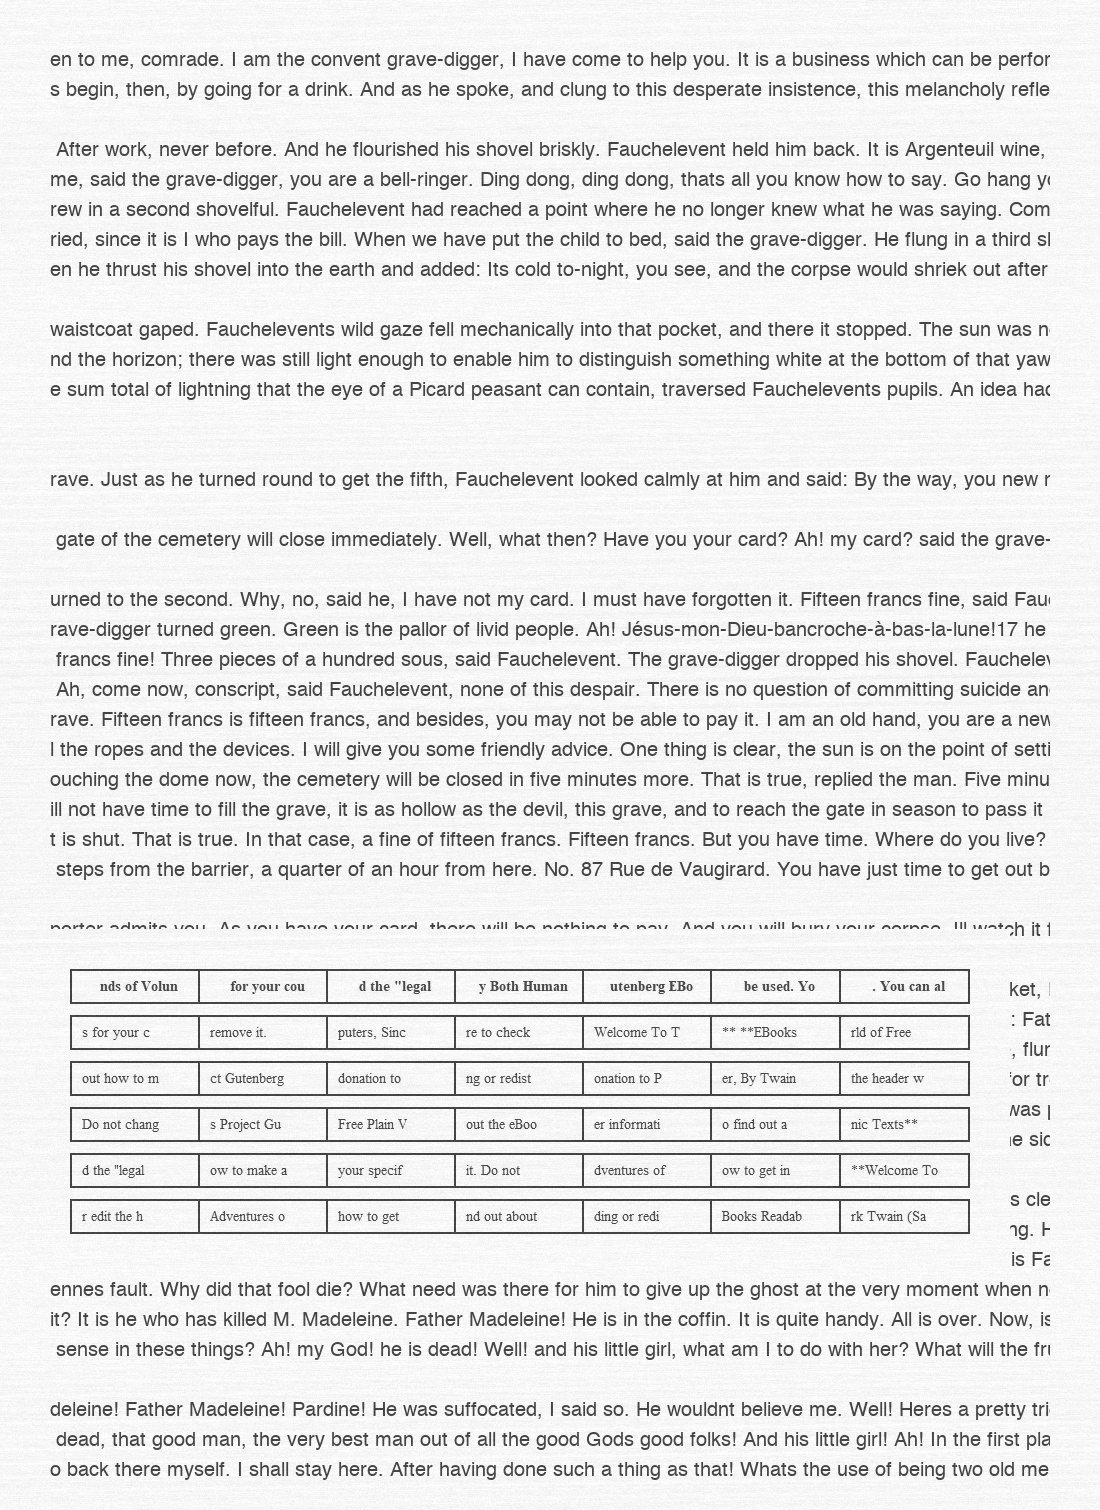 en to me, comrade. I am the convent grave-digger, I have come to help you. It is a business which can be perfor
s begin, then, by going for a drink. And as he spoke, and clung to this desperate insistence, this melancholy refle
After work, never before. And he flourished his shovel briskly. Fauchelevent held him back. It is Argenteuil wine,
me, said the grave-digger, you are a bell-ringer. Ding dong, ding dong, thats all you know how to say. Go hang
rew in a second shovelful. Fauchelevent had reached a point where he no longer knew what he was saying. Com
ried, since it is I who pays the bill. When we have put the child to bed, said the grave-digger. He flung in a third
en he thrust his shovel into the earth and added: Its cold to-night, you see, and the corpse would shriek out after
waistcoat gaped. Fauchelevents wild gaze fell mechanically into that pocket, and there it stopped. The sun was
nd the horizon; there was still light enough to enable him to distinguish something white at the bottom of that yaw
e sum total of lightning that the eye of a Picard peasant can contain, traversed Fauchelevents pupils. An idea
rave. Just as he turned round to get the fifth, Fauchelevent looked calmly at him and said: By the way, you new
gate of the cemetery will close immediately. Well, what then? Have you your card? Ah! my card? said the grave-
urned to the second. Why, no, said he, I have not my card. I must have forgotten it. Fifteen francs fine, said
rave-digger turned green. Green is the pallor of livid people. Ah! Jésus-mon-Dieu-bancroche-à-bas-la-lune!17 he
francs fine! Three pieces of a hundred sous, said Fauchelevent. The grave-digger dropped his shovel.
Ah, come now, conscript, said Fauchelevent, none of this despair. There is no question of committing suicide
rave. Fifteen francs is fifteen francs, and besides, you may not be able to pay it. I am an old hand, you are a new
l the ropes and the devices. I will give you some friendly advice. One thing is clear, the sun is on the point of setti
ouching the dome now, the cemetery will be closed in five minutes more. That is true, replied the man. Five minu
ill not have time to fill the grave, it is as hollow as the devil, this grave, and to reach the gate in season to pass it
t is shut. That is true. In that case, a fine of fifteen francs. Fifteen francs. But you have time. Where do you live?
steps from the barrier, a quarter of an hour from here. No. 87 Rue de Vaugirard. You have just time to get out b
porter admits you. As you have your card, there will be nothing to pay. And you will bury your corpse. Ill watch it
nds of Volun for your cou d the "legal y Both Human utenberg EBo be used. Yo . You can al
ket,
s for your c remove it. puters, Sinc re to check Welcome To T ** **EBooks rld of Free
: Fat
, flur
out how to m ct Gutenberg donation to ng or redist onation to P er, By Twain the header w
for tr
was
Do not chang s Project Gu Free Plain V out the eBoo er informati o find out a nic Texts**
e sid
d the "legal ow to make a your specif it. Do not dventures of ow to get in **Welcome To
s cle
r edit the h Adventures o how to get nd out about ding or redi Books Readab rk Twain (Sa
ng. H
is Fa
ennes fault. Why did that fool die? What need was there for him to give up the ghost at the very moment when
it? It is he who has killed M. Madeleine. Father Madeleine! He is in the coffin. It is quite handy. All is over. Now, is
sense in these things? Ah! my God! he is dead! Well! and his little girl, what am I to do with her? What will the
deleine! Father Madeleine! Pardine! He was suffocated, I said so. He wouldnt believe me. Well! Heres a pretty
dead, that good man, the very best man out of all the good Gods good folks! And his little girl! Ah! In the first pla
o back there myself. I shall stay here. After having done such a thing as that! Whats the use of being two old me